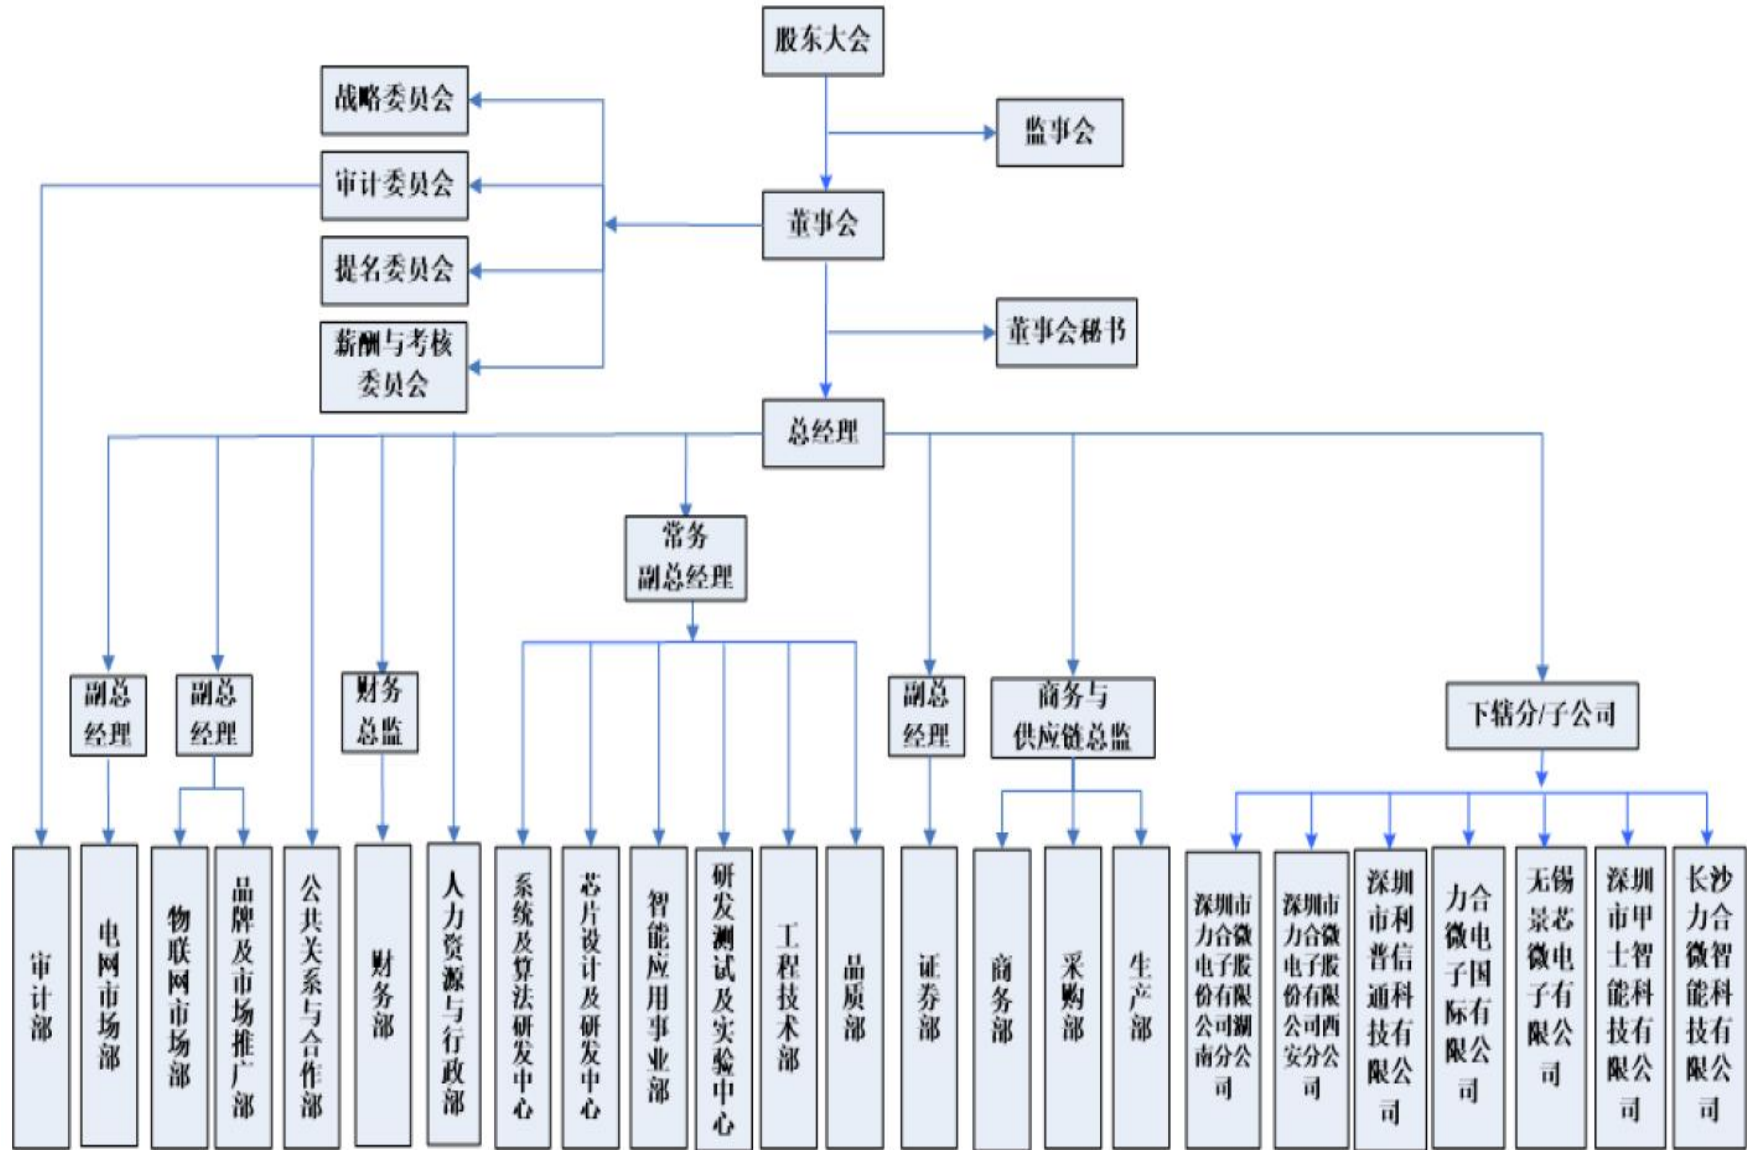 股东大会
战略委员会
监事会
审计委员会
董事会
提名委员会
董事会秘书
薪酬与考核
委员会
总经理
常务
副总经理
副总
经理
副总
经理
财务
总监
副总
经理
商务与
供应链总监
下辖分/子公司
审计部
电网市场部
物联网市场部
品牌及市场推广部
公共关系与合作部
财务部
人力资源与行政部
系统及算法研发中心
芯片设计及研发中心
智能应用事业部
研发测试及实验中心
工程技术部
品质部
证券部
商务部
采购部
生产部
深圳市
力合微
电子股
份有限
公司湖
南分公
司
深圳市
力合微
电子股
份有限
公司西
安分公
司
深圳
市利
普信
通科
技有
限公
司
力合
微电
子国
际有
限公
司
无锡
景芯
微电
子有
限公
司
深圳
市甲
士智
能科
技有
限公
司
长沙
力合
微智
能科
技有
限公
司